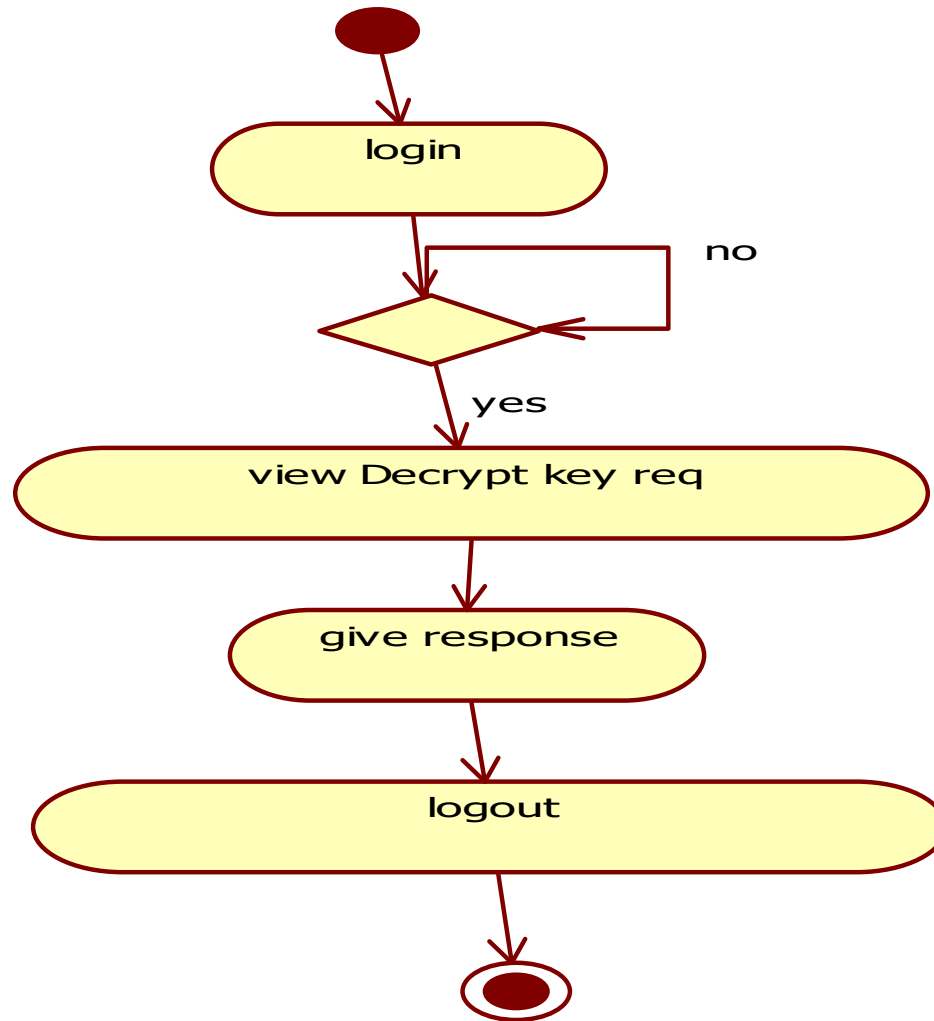 login
no
yes
view Decrypt key req
give response
logout